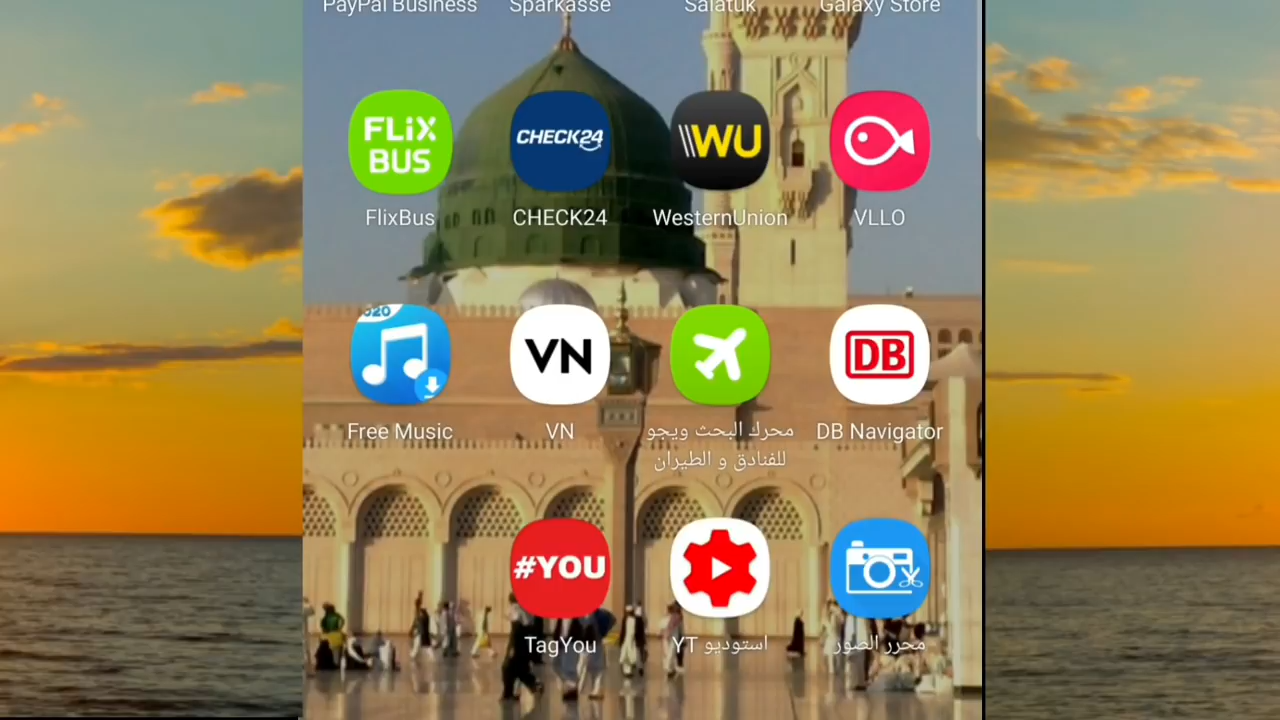 PayPal Business
Sparkasse
Salatuk
Galaxy Store
FLiX
BUS
CHECK24
WU
FlixBus
CHECK24
WesternUnion
VLLO
VN
DB
Free Music
VN
محرك البحث ويجو
للفنادق و الطيران
DB Navigator
#YOU
TagYou
استوديو YT
محرر الصور